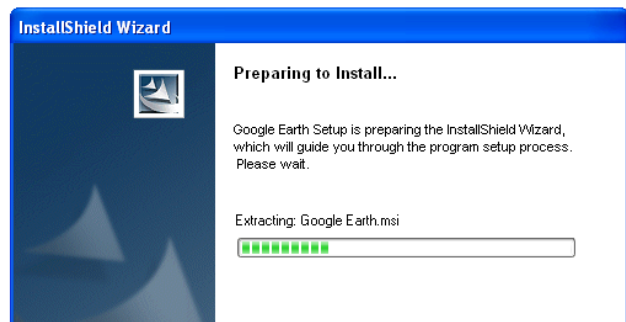 InstallShield Wizard
Preparing to Install...
Google Earth Setup is preparing the InstallShield Wizard,
which will guide you through the program setup process.
Please wait.
Extracting: Google Earth.msi